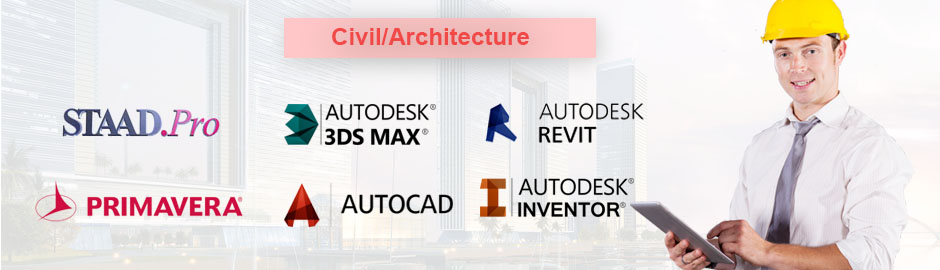 Civil/Architecture
STAAD.Pro
AUTODESK®
3DS MAX®
AUTODESK
REVIT
PRIMAVERA®
AUTOCAD
AUTODESK®
INVENTOR®